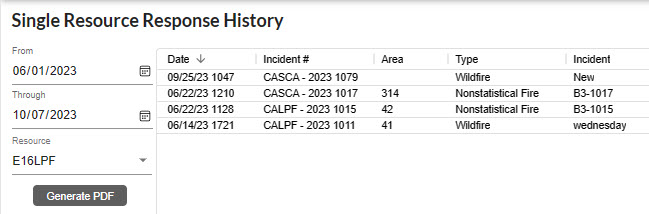 Single Resource Response History
From
06/01/2023
Through
10/07/2023
Resource
E16LPF
Generate PDF
Date Incident # Area Type Incident
09/25/23 1047 CASCA - 2023 1079 Wildfire New
06/22/23 1210 CASCA - 2023 1017 314 Nonstatistical Fire B3-1017
06/22/23 1128 CALPF - 2023 1015 42 Nonstatistical Fire B3-1015
06/14/23 1721 CALPF - 2023 1011 41 Wildfire wednesday